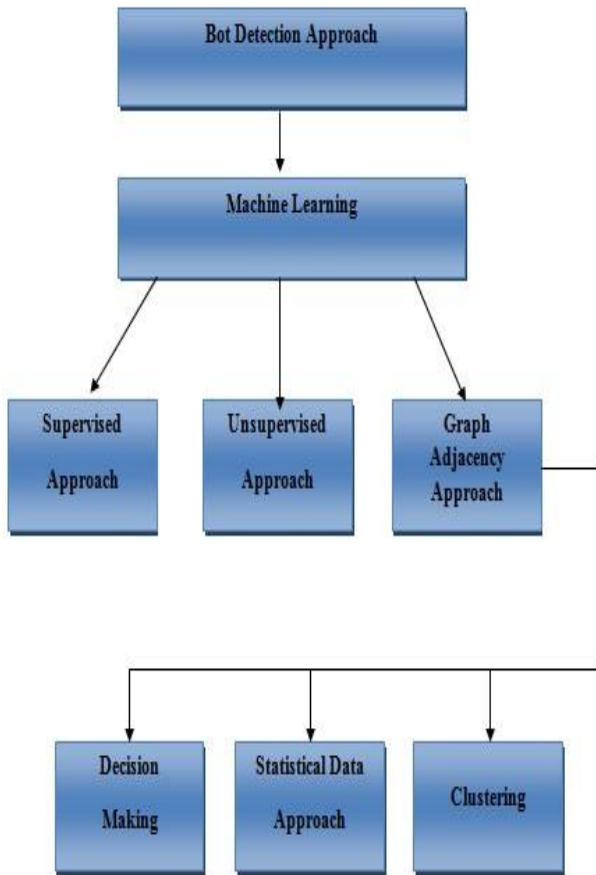 Bot Detection Approach
Machine Learning
Supervised
Approach
Unsupervised
Approach
Graph
Adjacency
Approach
Decision
Making
Statistical Data
Approach
Clustering